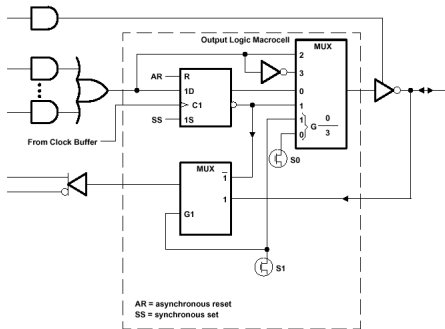 Output Logic Macrocell
MUX
2
3
0
1
1
0
G 0
3
AR
R
1D
C1
SS
1S
From Clock Buffer
S0
MUX
1
1
G1
S1
AR = asynchronous reset
SS = synchronous set